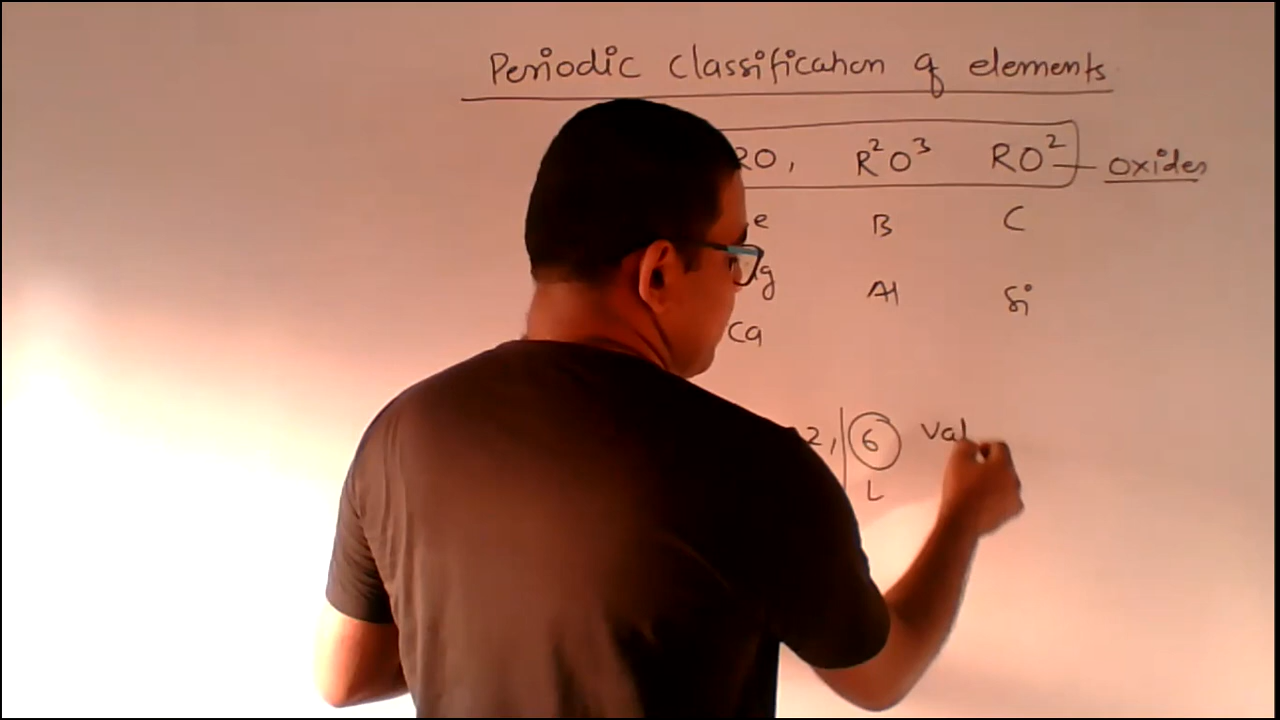 Periodic Classification of elements
RO, R²O³ RO² oxides
e B C
g Al Si
Ca
2, 6 Val
L